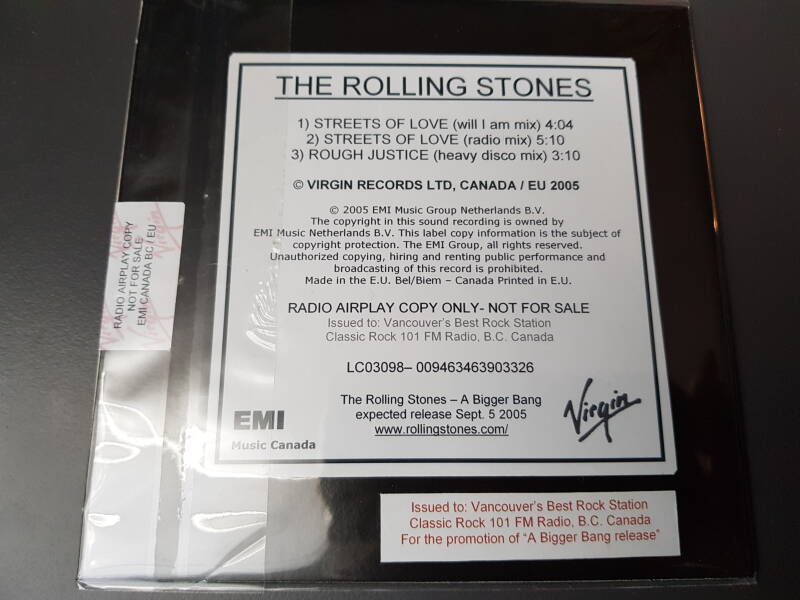 THE ROLLING STONES
1) STREETS OF LOVE (will I am mix) 4:04
2) STREETS OF LOVE (radio mix) 5:10
3) ROUGH JUSTICE (heavy disco mix) 3:10
© VIRGIN RECORDS LTD, CANADA / EU 2005
© 2005 EMI Music Group Netherlands B.V.
The copyright in this sound recording is owned by
EMI Music Netherlands B.V. This label copy information is the subject of
copyright protection. The EMI Group, all rights reserved.
Unauthorized copying, hiring and renting public performance and
broadcasting of this record is prohibited.
Made in the E.U. Bel/Biem – Canada Printed in E.U.
RADIO AIRPLAY COPY ONLY- NOT FOR SALE
Issued to: Vancouver's Best Rock Station
Classic Rock 101 FM Radio, B.C. Canada
LC03098– 009463463903326
The Rolling Stones – A Bigger Bang
expected release Sept. 5 2005
www.rollingstones.com/
EMI
Music Canada
Virgin
RADIO AIRPLAY COPY
NOT FOR SALE
EMI CANADA BC / EU
Issued to: Vancouver's Best Rock Station
Classic Rock 101 FM Radio, B.C. Canada
For the promotion of "A Bigger Bang release"